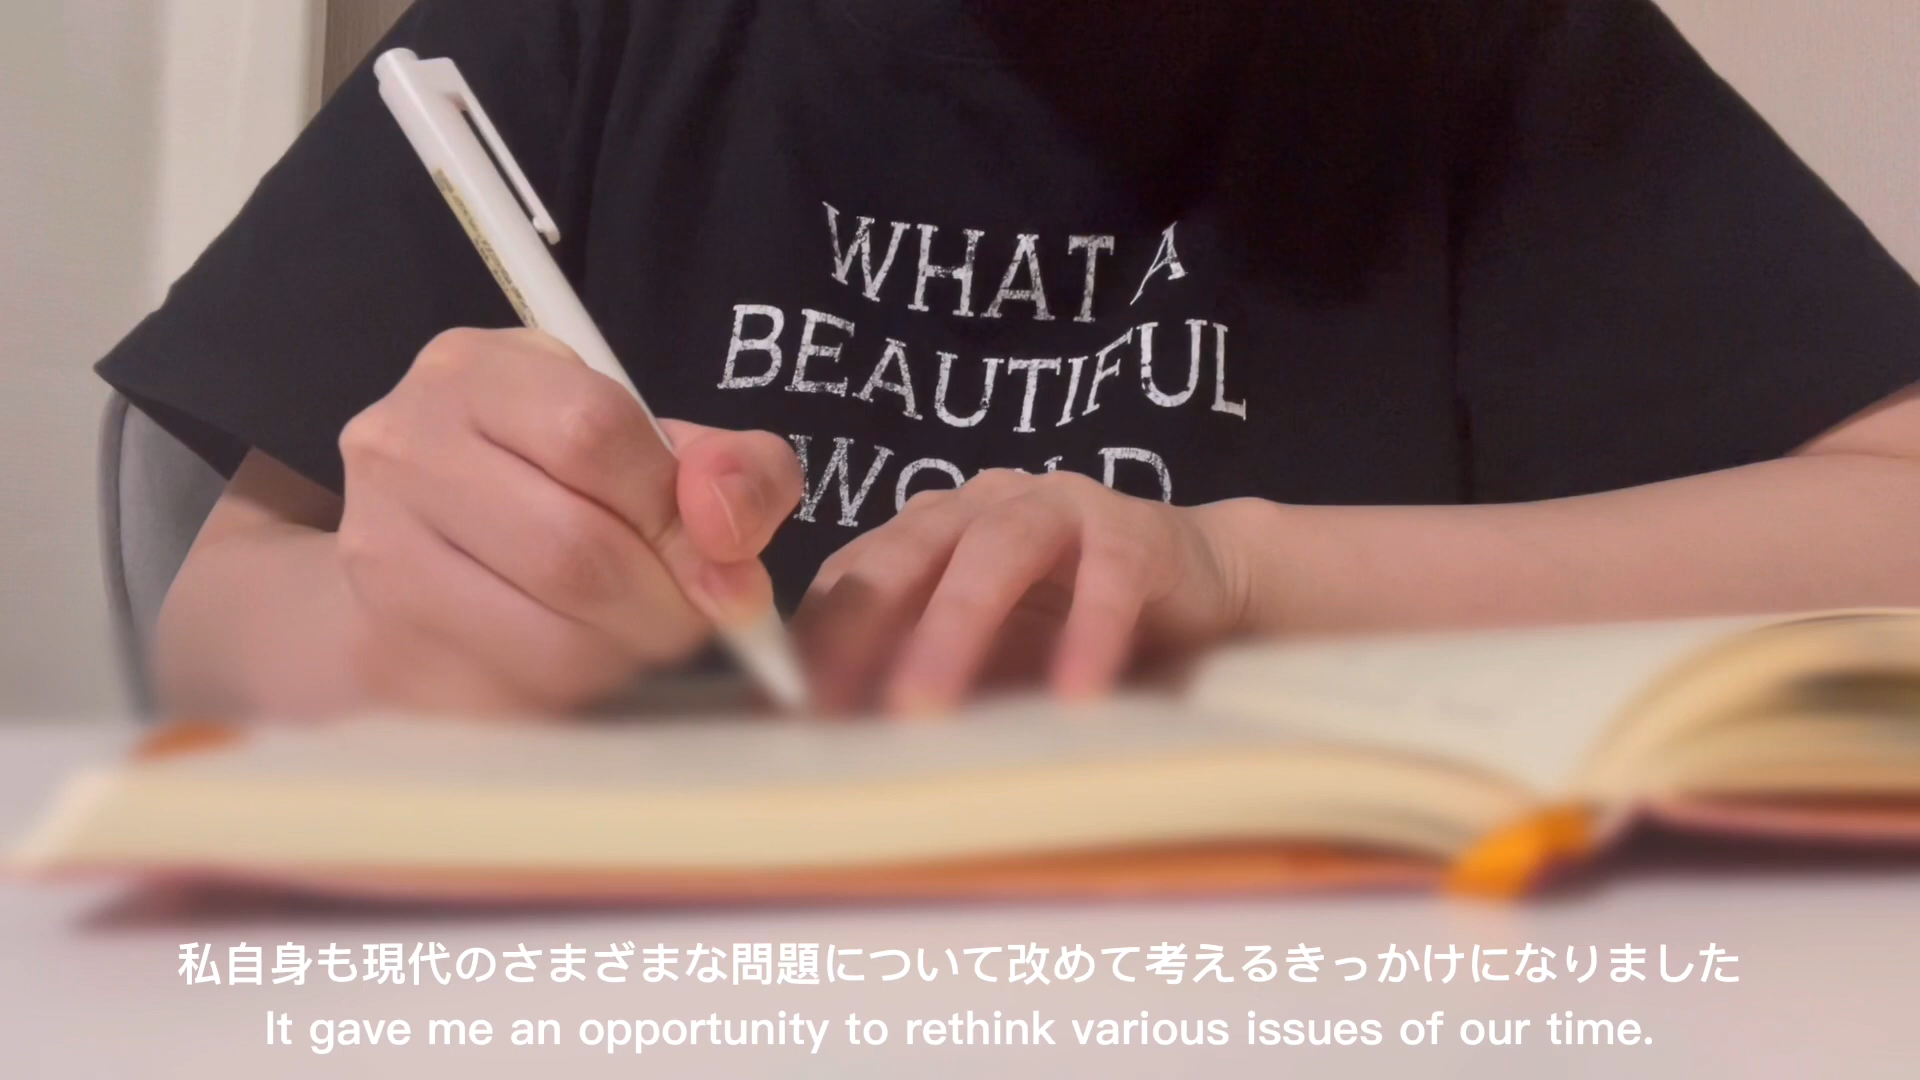 WHAT A
BEAUTIFUL
WORLD
私自身も現代のさまざまな問題について改めて考えるきっかけになりました
It gave me an opportunity to rethink various issues of our time.